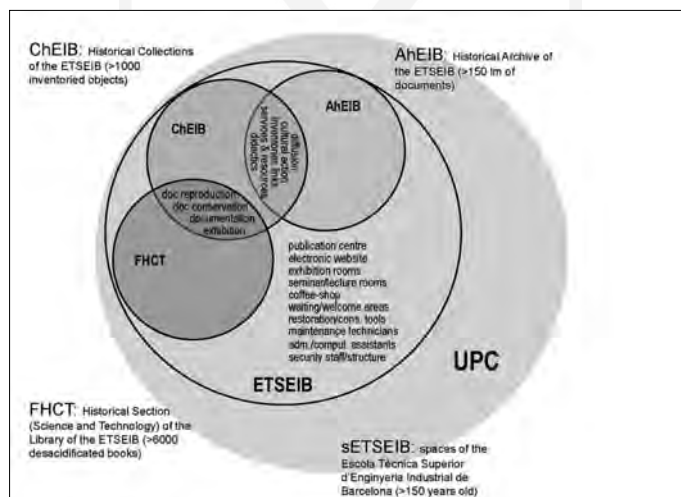 ChEIB: Historical Collections
of the ETSEIB (>1000
inventoried objects)
AhEIB: Historical Archive of
the ETSEIB (>150 lm of
documents)
ChEIB
AhEIB
diffusion
cultural action
inventories links
services & resources
didactics
doc reproduction
doc conservation
documentation
exhibition
FHCT
publication centre
electronic website
exhibition rooms
seminar/lecture rooms
coffee-shop
waiting/welcome areas
restoration/cons. tools
maintenance technicians
adm./comput. assistants
security staff/structure
ETSEIB
UPC
FHCT: Historical Section
(Science and Technology) of the
Library of the ETSEIB (>6000
desacidificated books)
sETSEIB: spaces of the
Escola Técnica Superior
d'Enginyeria Industrial de
Barcelona (>150 years old)